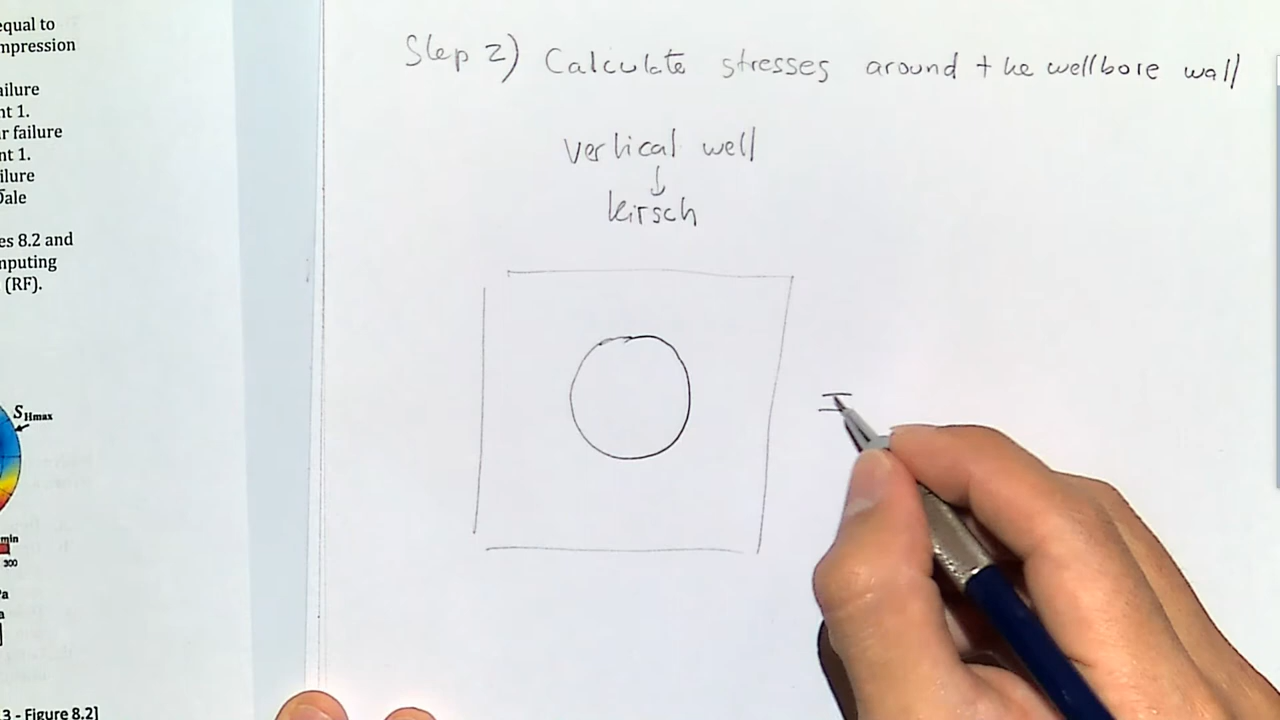 equal to
mpression
ailure
nt 1.
r failure
nt 1.
ilure
Dale
es 8.2 and
nputing
(RF).
SHmax
min
300
a
a
3 - Figure 8.2]
Step 2) Calculate stresses around the wellbore wall
vertical well
↓
kirsch
=